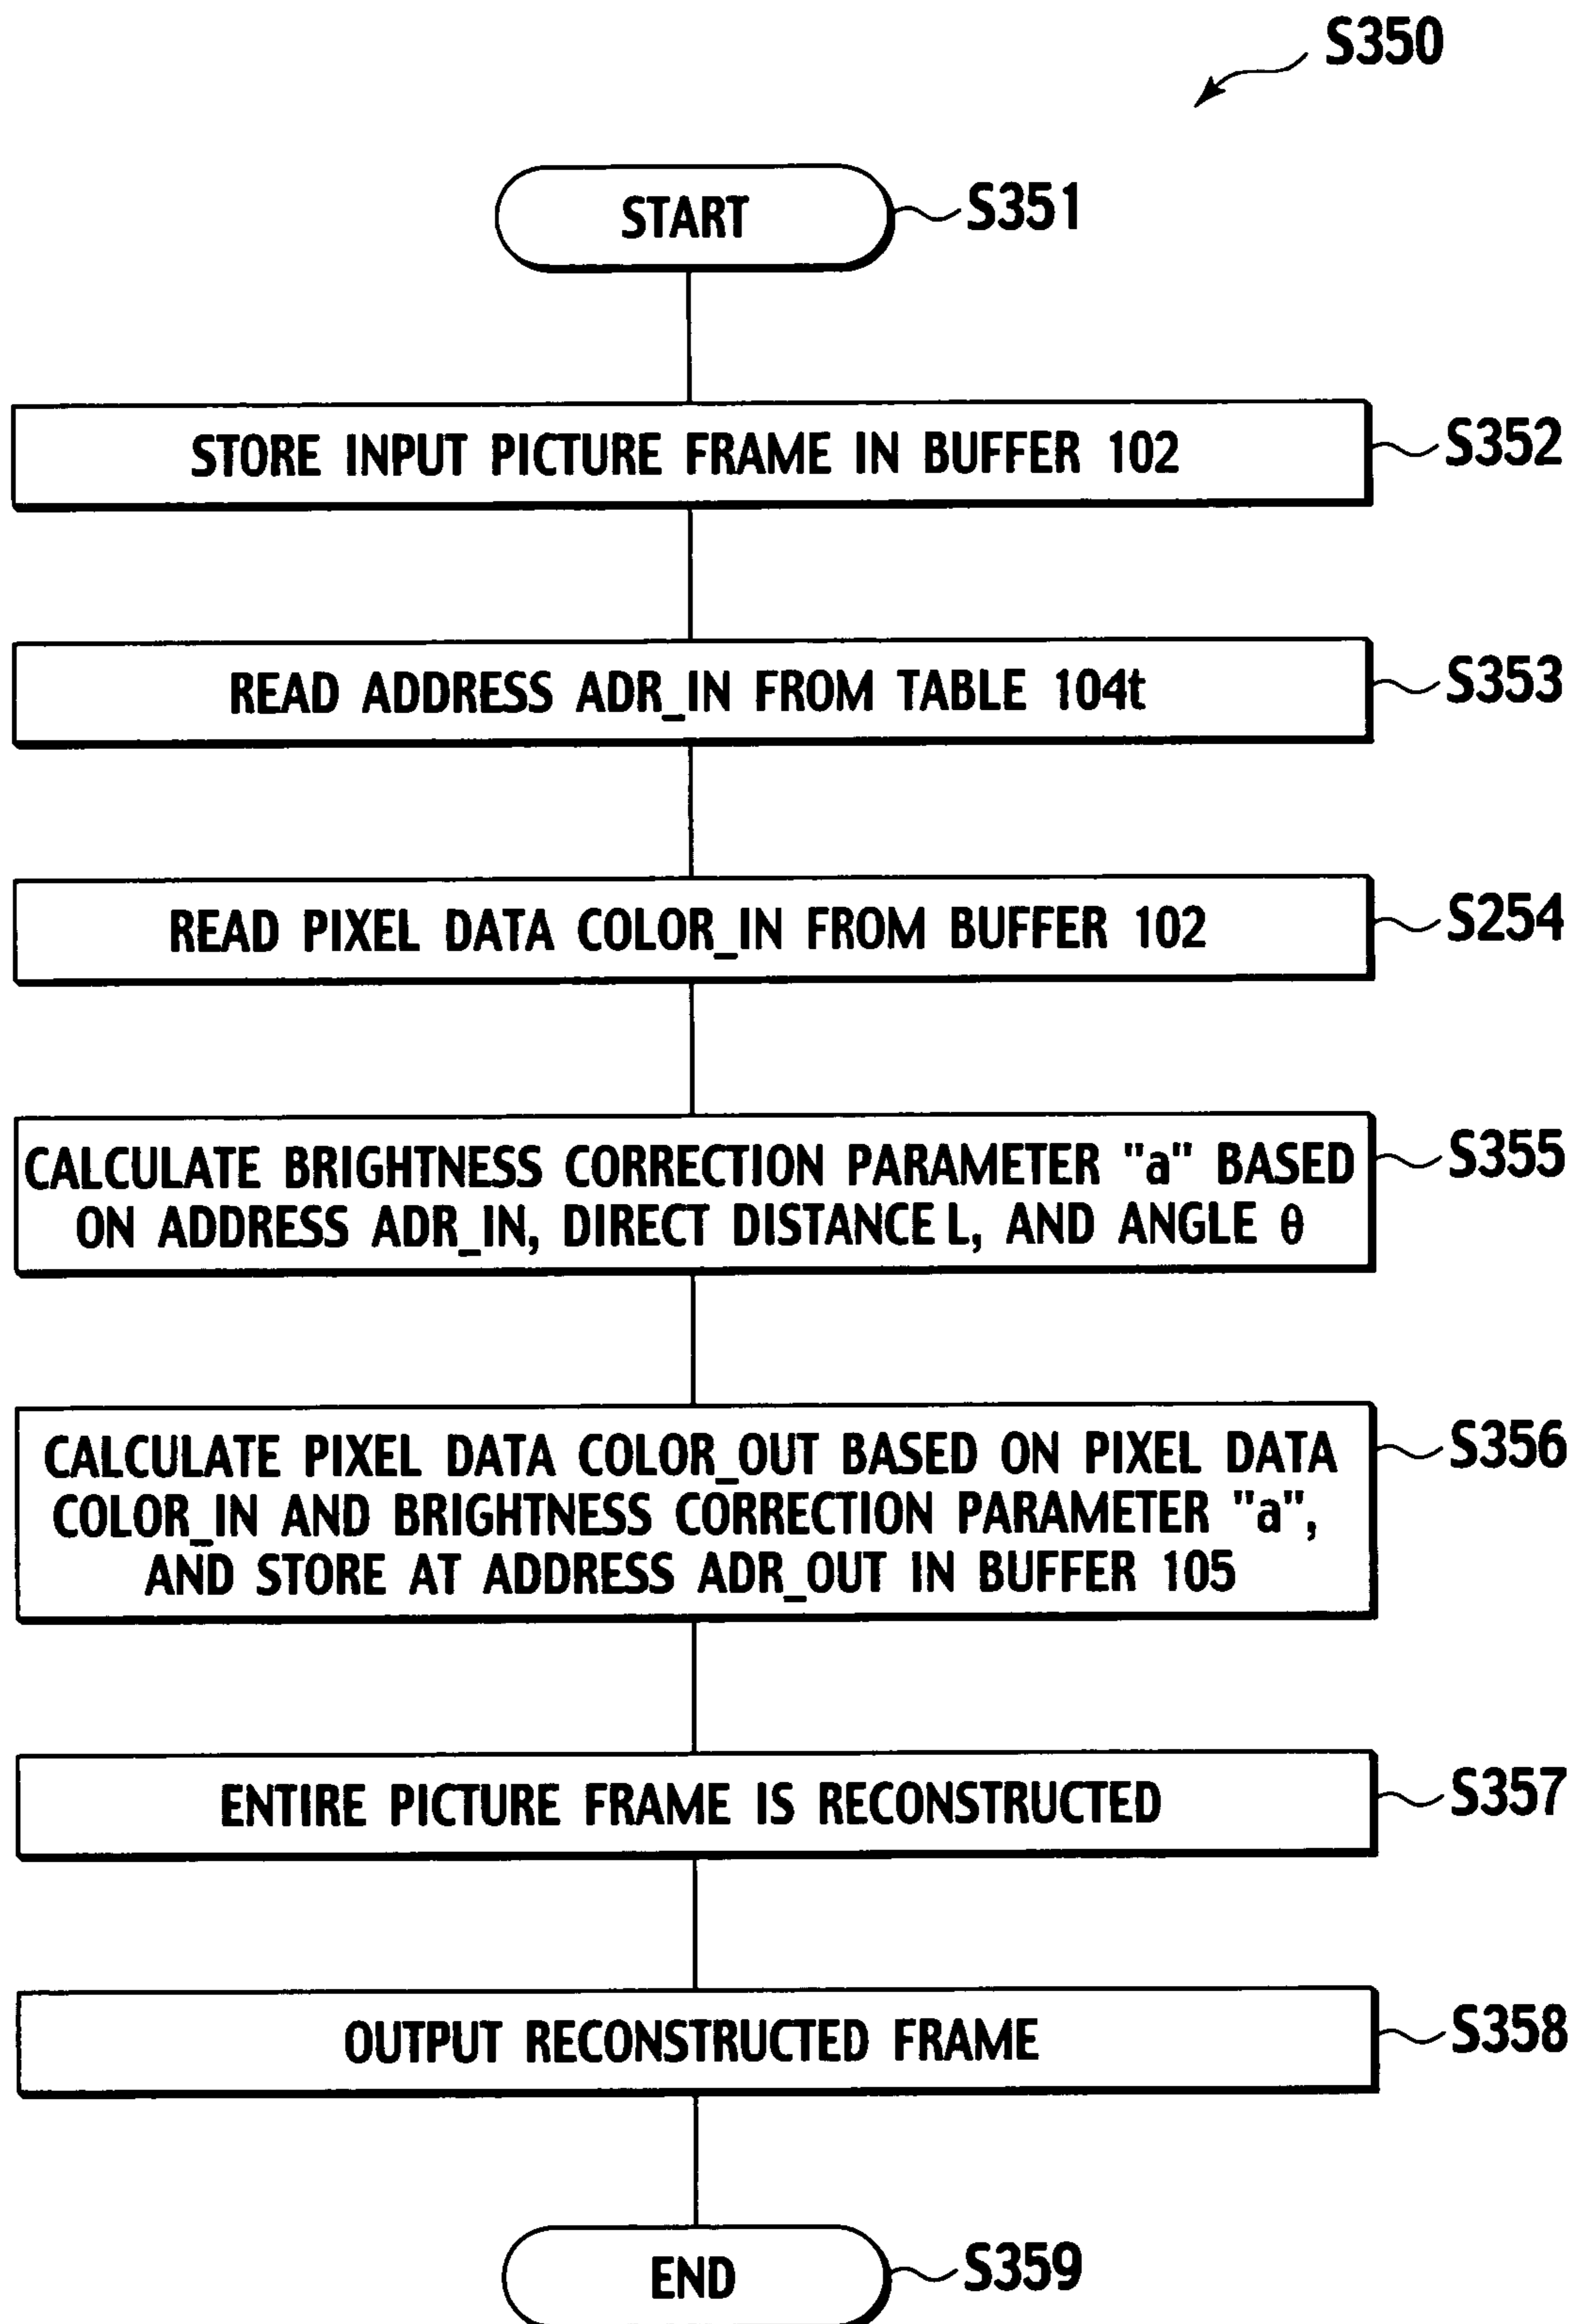 S350
START S351
STORE INPUT PICTURE FRAME IN BUFFER 102 S352
READ ADDRESS ADR_IN FROM TABLE 104t S353
READ PIXEL DATA COLOR_IN FROM BUFFER 102 S254
CALCULATE BRIGHTNESS CORRECTION PARAMETER "a" BASED S355
ON ADDRESS ADR_IN, DIRECT DISTANCE L, AND ANGLE θ
CALCULATE PIXEL DATA COLOR_OUT BASED ON PIXEL DATA S356
COLOR_IN AND BRIGHTNESS CORRECTION PARAMETER "a",
AND STORE AT ADDRESS ADR_OUT IN BUFFER 105
ENTIRE PICTURE FRAME IS RECONSTRUCTED S357
OUTPUT RECONSTRUCTED FRAME S358
END S359